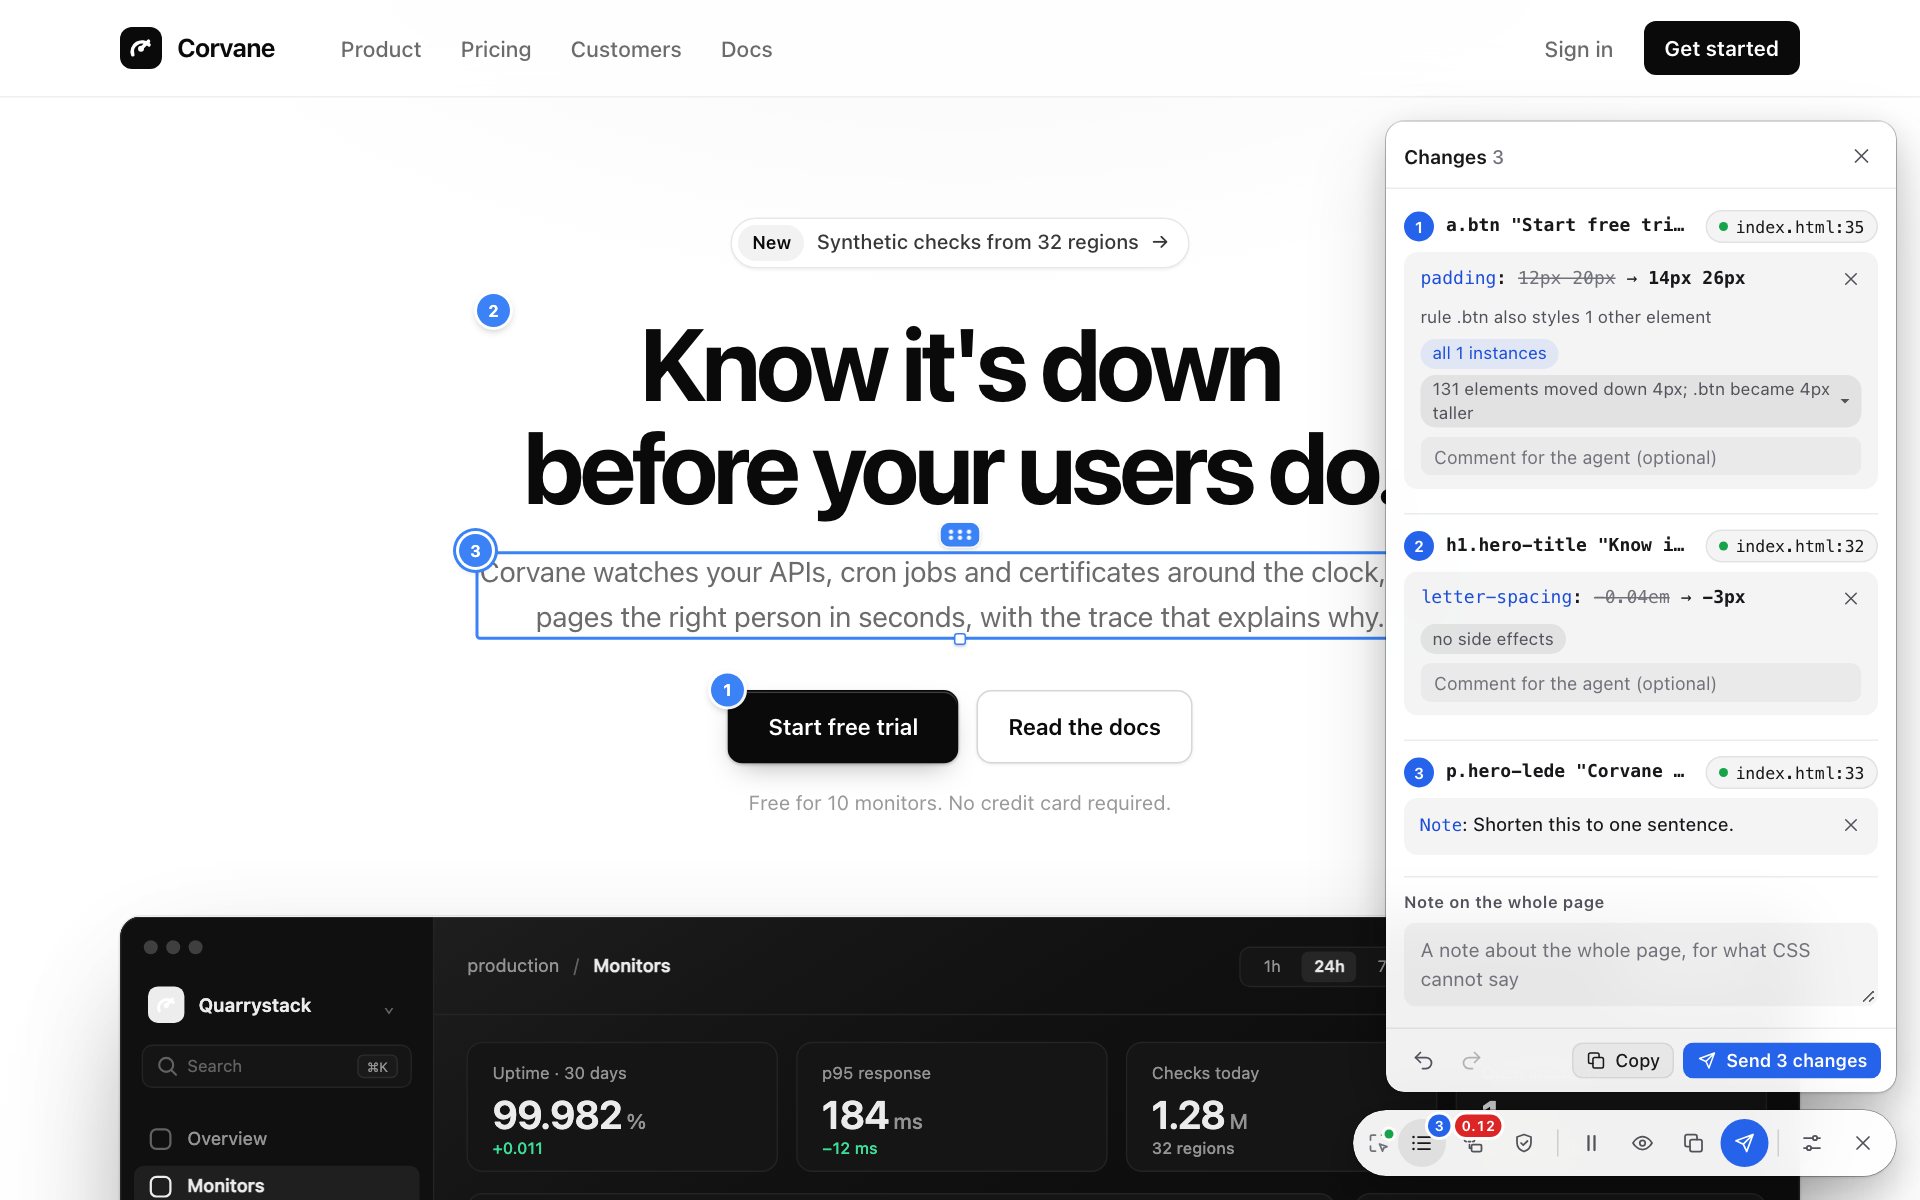 Corvane
Product
Pricing
Customers
Docs
Sign in
Get started
New
Synthetic checks from 32 regions →
2
Know it's down
before your users do.
3
Corvane watches your APIs, cron jobs and certificates around the clock,
pages the right person in seconds, with the trace that explains why.
1
Start free trial
Read the docs
Free for 10 monitors. No credit card required.
Quarrystack
Search
⌘K
Overview
Monitors
production / Monitors
1h
24h
7
Uptime · 30 days
99.982 %
+0.011
p95 response
184 ms
−12 ms
Checks today
1.28 M
32 regions
Changes 3
1
a.btn "Start free tri…
index.html:35
padding: 12px 20px → 14px 26px
rule .btn also styles 1 other element
all 1 instances
131 elements moved down 4px; .btn became 4px
taller
Comment for the agent (optional)
2
h1.hero-title "Know i…
index.html:32
letter-spacing: -0.04em → -3px
no side effects
Comment for the agent (optional)
3
p.hero-lede "Corvane …
index.html:33
Note: Shorten this to one sentence.
Note on the whole page
A note about the whole page, for what CSS
cannot say
Copy
Send 3 changes
3
0.12